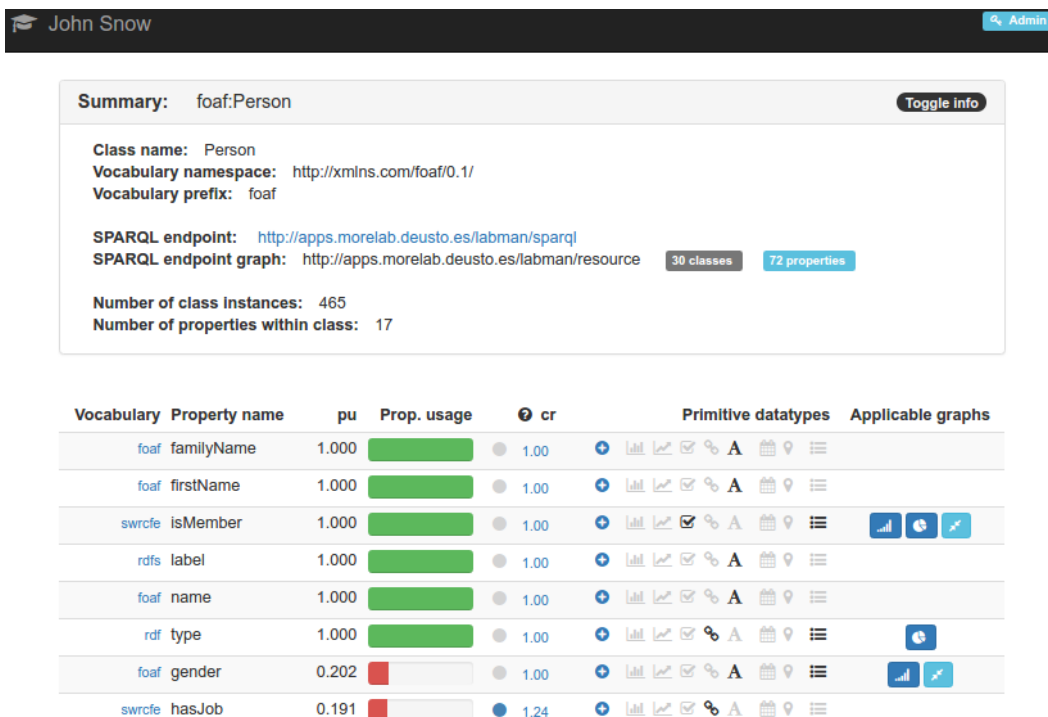 John Snow Admin
Summary: foaf:Person Toggle info
Class name: Person
Vocabulary namespace: http://xmlns.com/foaf/0.1/
Vocabulary prefix: foaf
SPARQL endpoint: http://apps.morelab.deusto.es/labman/sparql
SPARQL endpoint graph: http://apps.morelab.deusto.es/labman/resource 30 classes 72 properties
Number of class instances: 465
Number of properties within class: 17
Vocabulary Property name pu Prop. usage cr Primitive datatypes Applicable graphs
foaf familyName 1.000 1.00 A
foaf firstName 1.000 1.00 A
swrcfe isMember 1.000 1.00 A
rdfs label 1.000 1.00 A
foaf name 1.000 1.00 A
rdf type 1.000 1.00 A
foaf gender 0.202 1.00 A
swrcfe hasJob 0.191 1.24 A